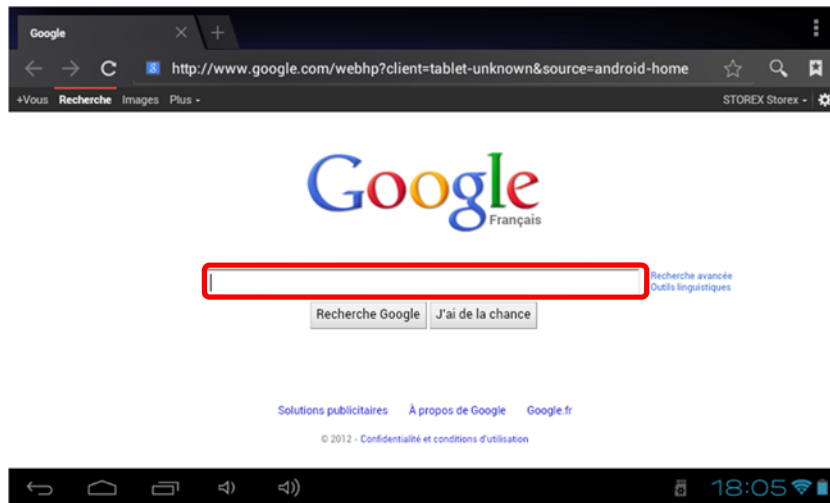 Google
http://www.google.com/webhp?client=tablet-unknown&source=android-home
+Vous Recherche Images Plus
STOREX Storex
Google
Français
Recherche avancée
Outils linguistiques
Recherche Google J'ai de la chance
Solutions publicitaires À propos de Google Google.fr
© 2012 - Confidentialité et conditions d'utilisation
18:05